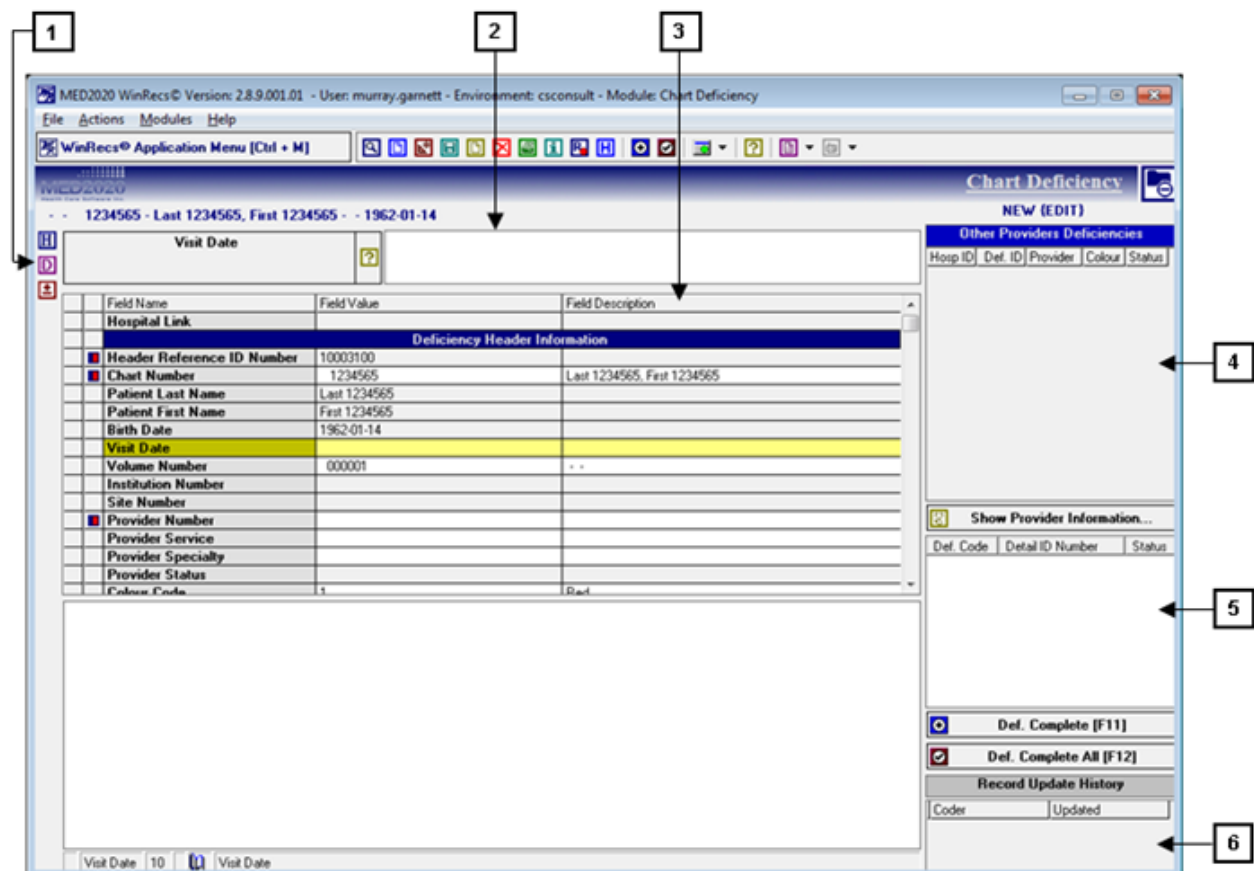 1
2
3
MED2020 WinRecs© Version: 2.8.9.001.01 - User: murray.garnett - Environment: csconsult - Module: Chart Deficiency
File Actions Modules Help
WinRecs© Application Menu [Ctrl + M]
MED2020
Chart Deficiency
- - 1234565 - Last 1234565, First 1234565 - - 1962-01-14
NEW (EDIT)
Visit Date
Other Providers Deficiencies
Hosp ID Def. ID Provider Colour Status
Field Name Field Value Field Description
Hospital Link
Deficiency Header Information
Header Reference ID Number 10003100
Chart Number 1234565 Last 1234565, First 1234565
Patient Last Name Last 1234565
Patient First Name First 1234565
Birth Date 1962-01-14
Visit Date
Volume Number 000001 - -
Institution Number
Site Number
Provider Number
Provider Service
Provider Specialty
Provider Status
Colour Code 1 Red
4
Show Provider Information...
Def. Code Detail ID Number Status
5
Def. Complete [F11]
Def. Complete All [F12]
Record Update History
Coder Updated
6
Visit Date 10 Visit Date